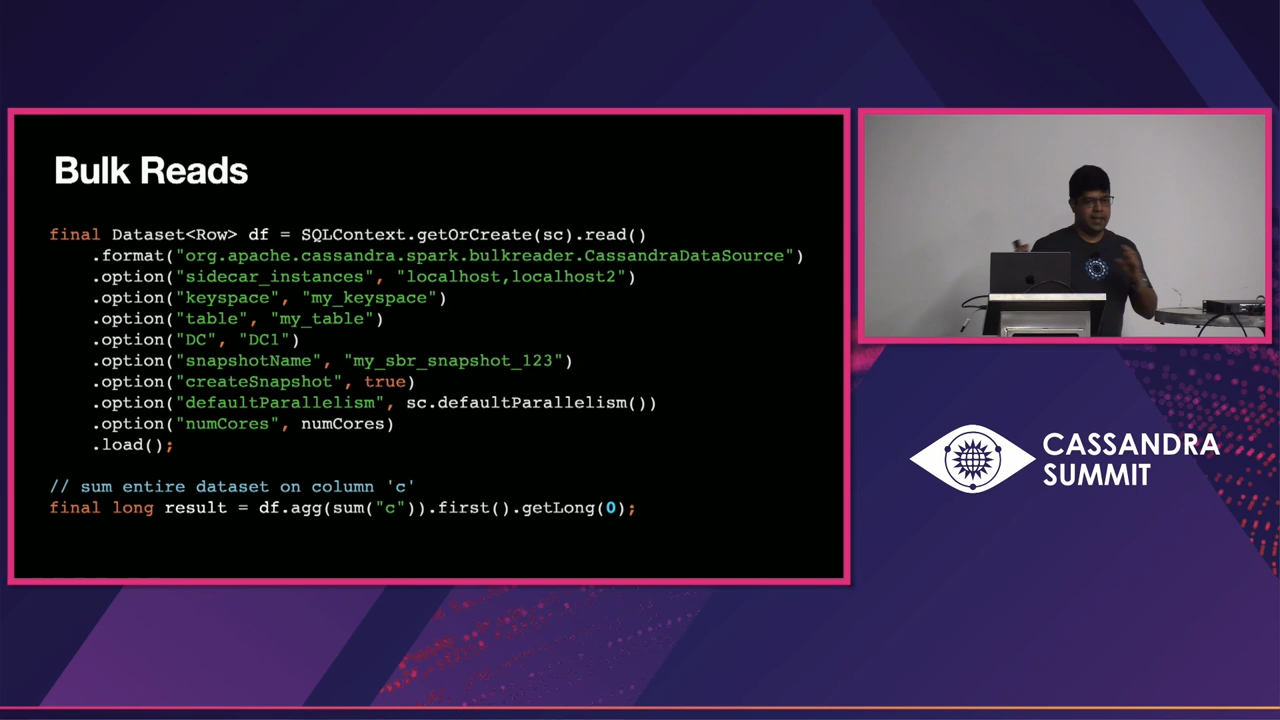 Bulk Reads
final Dataset<Row> df = SQLContext.getOrCreate(sc).read()
.format("org.apache.cassandra.spark.bulkreader.CassandraDataSource")
.option("sidecar_instances", "localhost,localhost2")
.option("keyspace", "my_keyspace")
.option("table", "my_table")
.option("DC", "DC1")
.option("snapshotName", "my_sbr_snapshot_123")
.option("createSnapshot", true)
.option("defaultParallelism", sc.defaultParallelism())
.option("numCores", numCores)
.load();
// sum entire dataset on column 'c'
final long result = df.agg(sum("c")).first().getLong(0);
CASSANDRA
SUMMIT